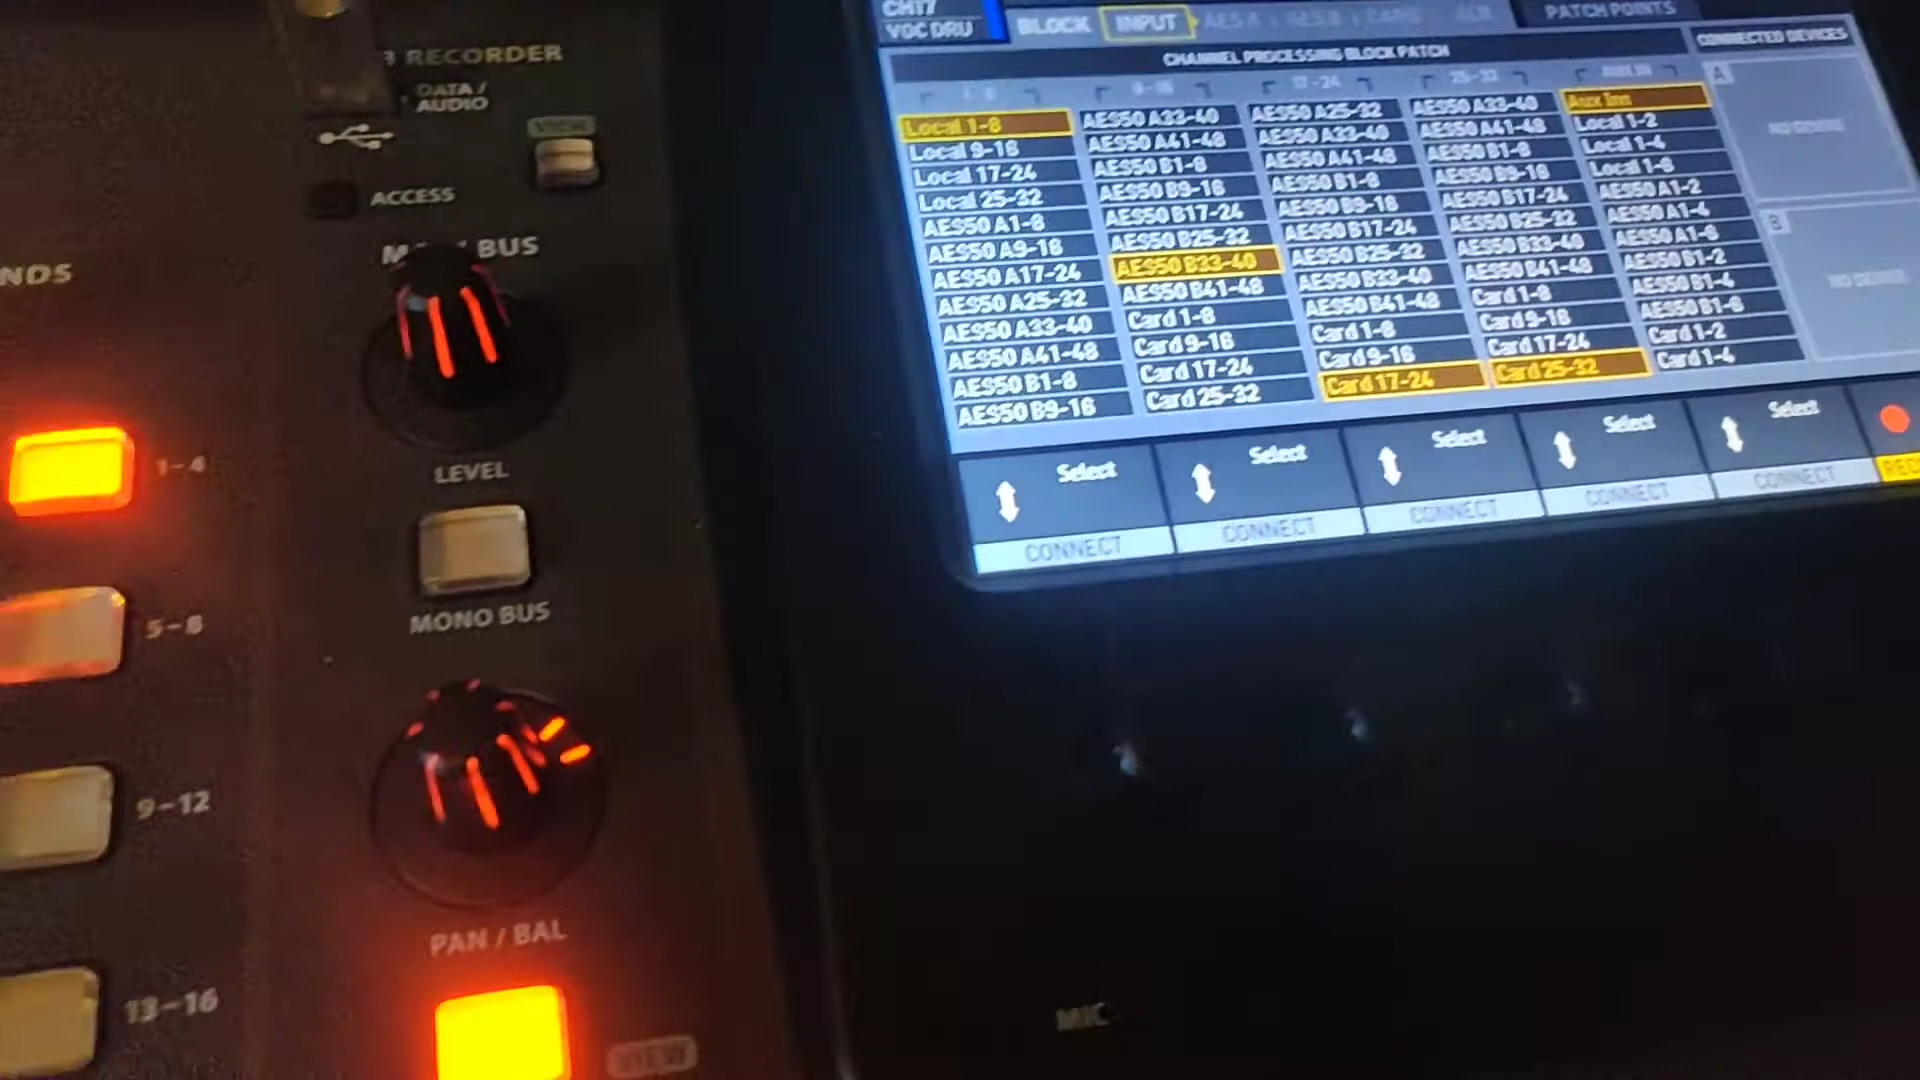 RECORDER
DATA /
AUDIO
VIEW
ACCESS
BUS
NDS
LEVEL
1-4
5-8
9-12
13-16
MONO BUS
PAN / BAL
VIEW
MIC
CH17
VOC DRU
BLOCK
INPUT
PATCH POINTS
CHANNEL PROCESSING BLOCK PATCH
CONNECTED DEVICES
9-16
17-24
25-32
AUX IN
Local 1-8
Local 9-16
Local 17-24
Local 25-32
AES50 A1-8
AES50 A9-16
AES50 A17-24
AES50 A25-32
AES50 A33-40
AES50 A41-48
AES50 B1-8
AES50 B9-16
AES50 A33-40
AES50 A41-48
AES50 B1-8
AES50 B9-16
AES50 B17-24
AES50 B25-32
AES50 B33-40
AES50 B41-48
Card 1-8
Card 9-16
Card 17-24
Card 25-32
AES50 A25-32
AES50 A33-40
AES50 A41-48
AES50 B1-8
AES50 B9-16
AES50 B17-24
AES50 B25-32
AES50 B33-40
AES50 B41-48
Card 1-8
Card 9-16
Card 17-24
AES50 A33-40
AES50 A41-48
AES50 B1-8
AES50 B9-16
AES50 B17-24
AES50 B25-32
AES50 B33-40
AES50 B41-48
Card 1-8
Card 9-16
Card 17-24
Card 25-32
Aux Ins
Local 1-2
Local 1-4
Local 1-6
AES50 A1-2
AES50 A1-4
AES50 A1-6
AES50 B1-2
AES50 B1-4
AES50 B1-6
Card 1-2
Card 1-4
A
NO DEVICE
B
NO DEVICE
Select
Select
Select
Select
Select
CONNECT
CONNECT
CONNECT
CONNECT
CONNECT
REC